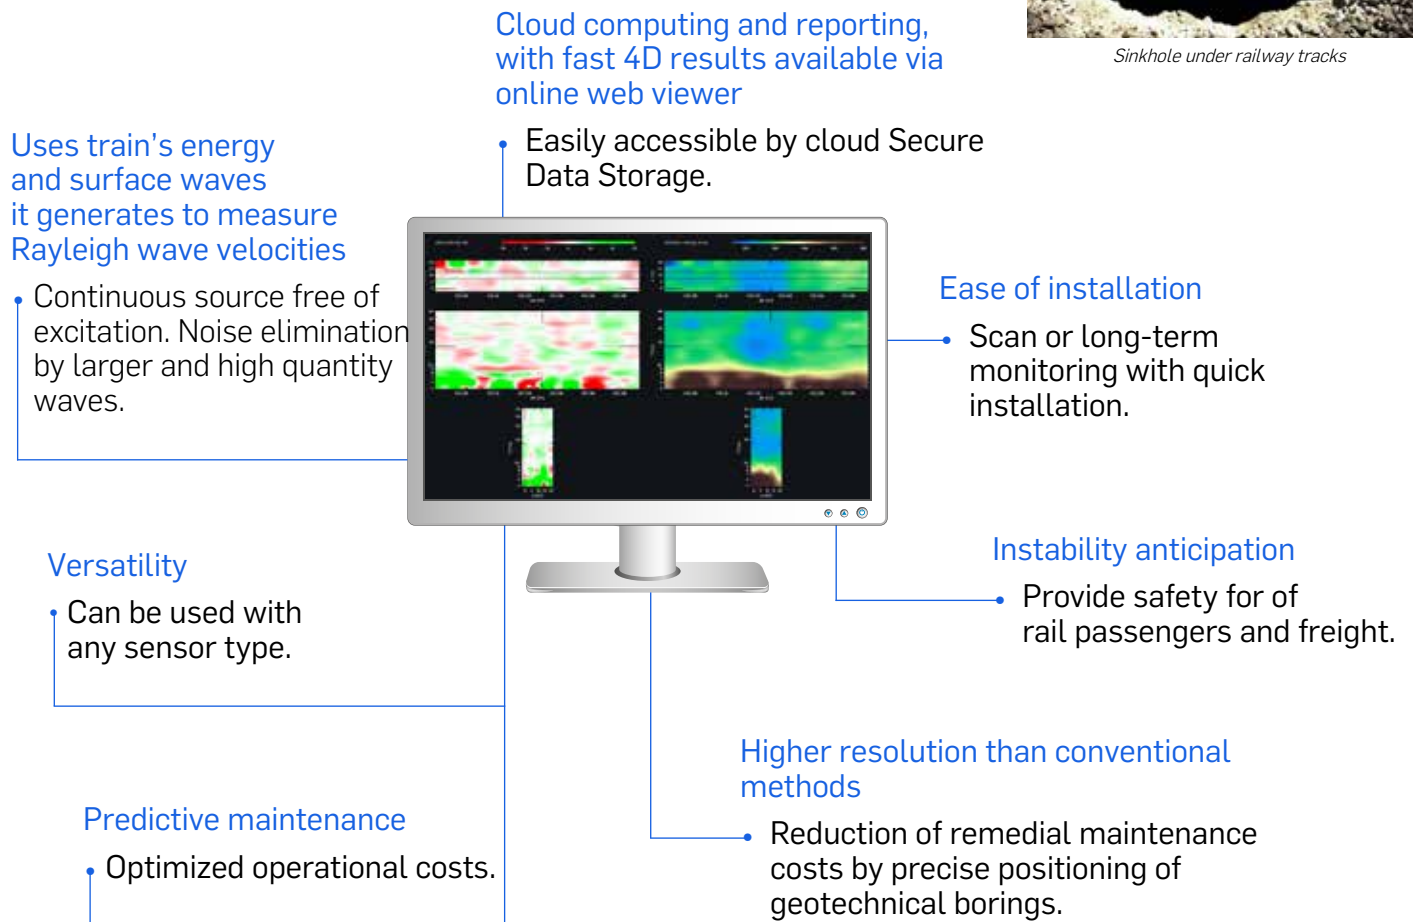 Sinkhole under railway tracks
Cloud computing and reporting,
with fast 4D results available via
online web viewer
Easily accessible by cloud Secure
Data Storage.
Uses train's energy
and surface waves
it generates to measure
Rayleigh wave velocities
Continuous source free of
excitation. Noise elimination
by larger and high quantity
waves.
Ease of installation
Scan or long-term
monitoring with quick
installation.
Versatility
Can be used with
any sensor type.
Instability anticipation
Provide safety for of
rail passengers and freight.
Higher resolution than conventional
methods
Reduction of remedial maintenance
costs by precise positioning of
geotechnical borings.
Predictive maintenance
Optimized operational costs.